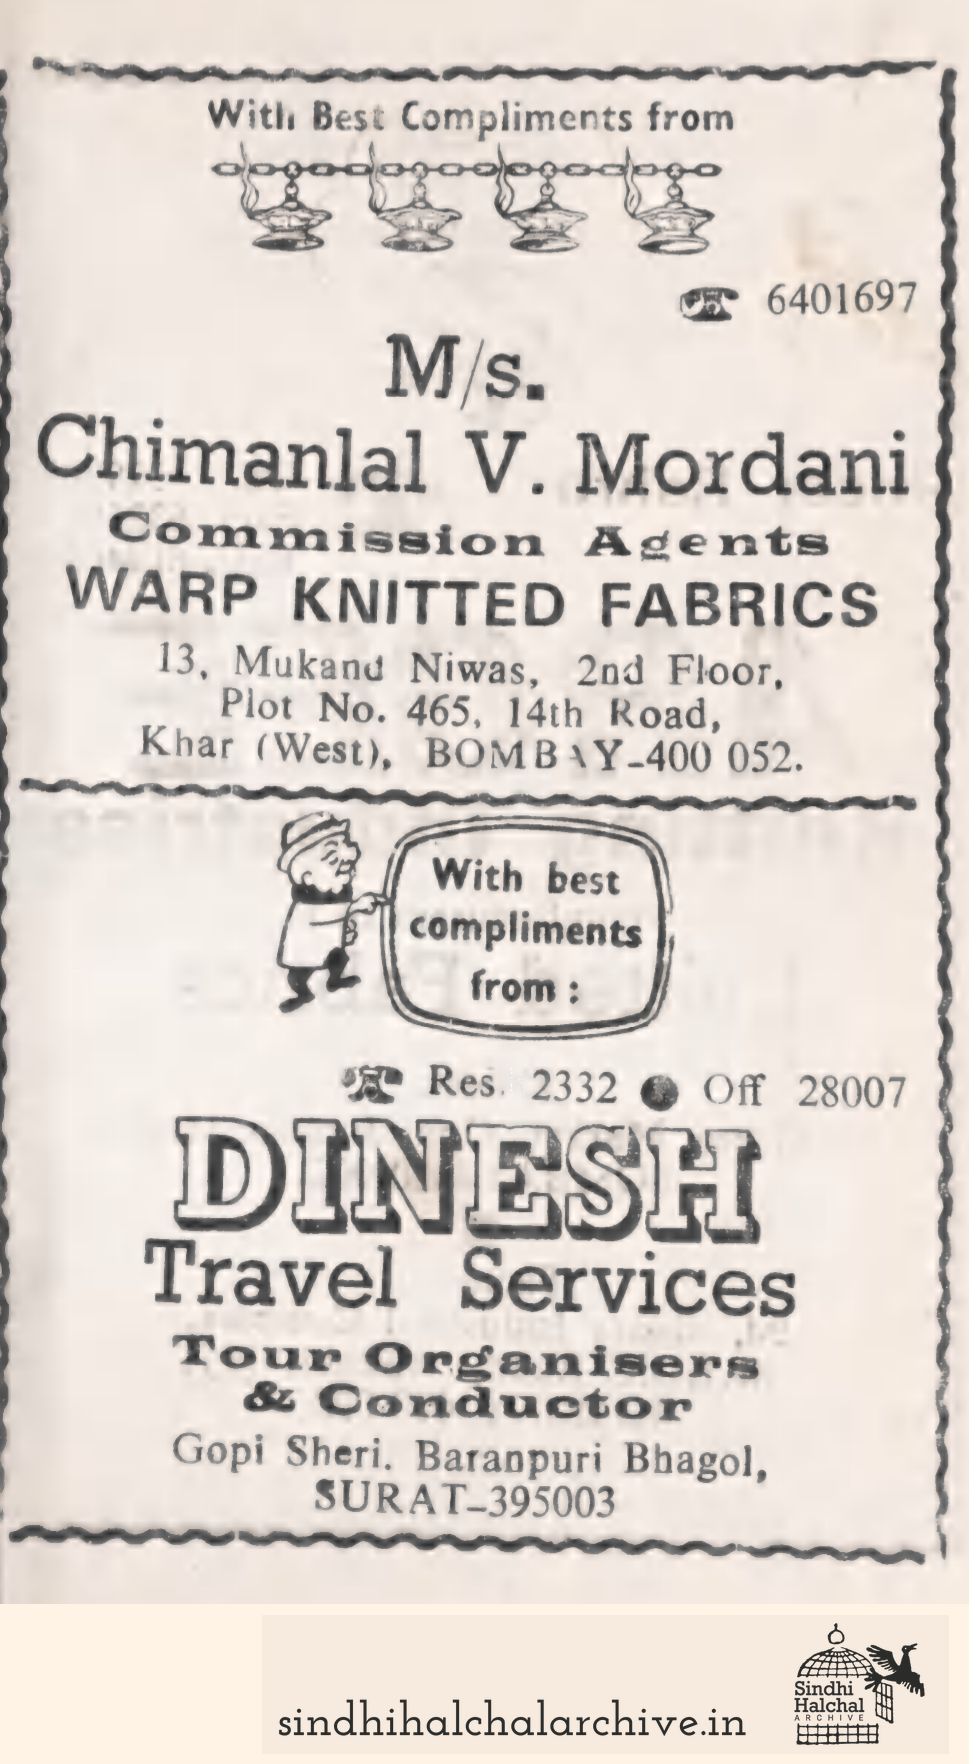 With Best Compliments from
6401697
M/s.
Chimanlal V. Mordani
Commission Agents
WARP KNITTED FABRICS
13, Mukand Niwas, 2nd Floor,
Plot No. 465, 14th Road,
Khar (West), BOMBAY-400 052.
With best
compliments
from :
Res. 2332 Off 28007
DINESH
Travel Services
Tour Organisers
& Conductor
Gopi Sheri. Baranpuri Bhagol,
SURAT-395003
Sindhi
Halchal
ARCHIVE
sindhihalchalarchive.in